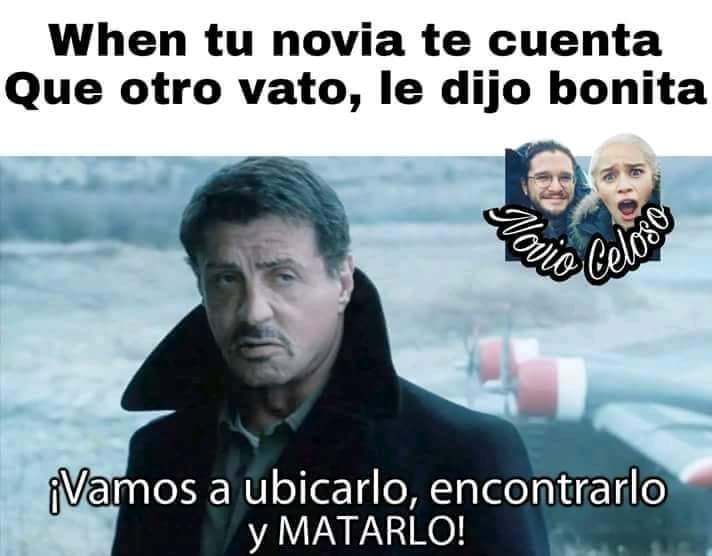 When tu novia te cuenta
Que otro vato, le dijo bonita
Novio Celoso
¡Vamos a ubicarlo, encontrarlo
y MATARLO!